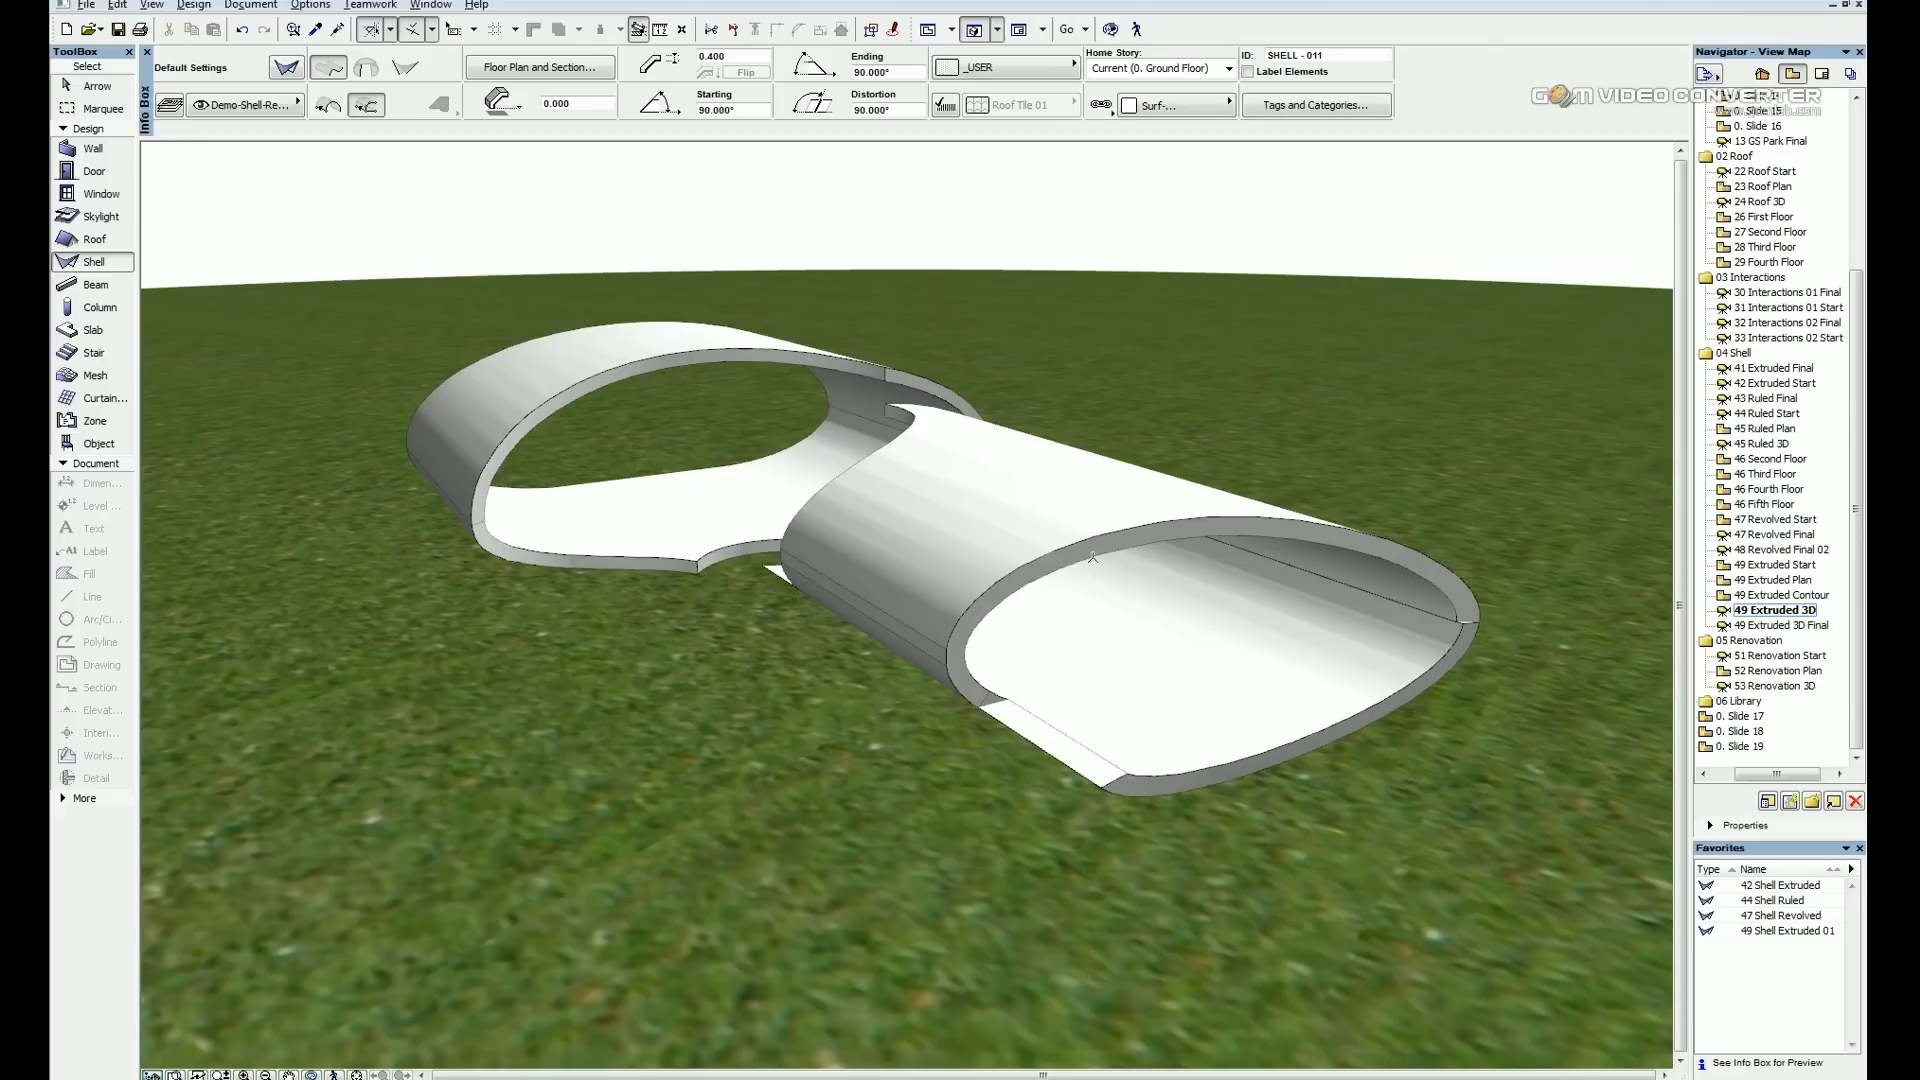 File Edit View Design Document Options Teamwork Window Help
Go
ToolBox
Select
Arrow
Marquee
Design
Wall
Door
Window
Skylight
Roof
Shell
Beam
Column
Slab
Stair
Mesh
Curtain...
Zone
Object
Document
Dimen...
Level ...
Text
Label
Fill
Line
Arc/Ci...
Polyline
Drawing
Section
Elevat...
Interi...
Works...
Detail
More
Info Box
Default Settings
Demo-Shell-Re...
Floor Plan and Section...
0.000
0.400
Flip
Starting
90.000°
Ending
90.000°
Distortion
90.000°
_USER
Roof Tile 01
Home Story:
Current (0. Ground Floor)
Surf-...
ID: SHELL - 011
Label Elements
Tags and Categories...
GOM VIDEO CONVERTER
Navigator - View Map
0. Slide 15
0. Slide 16
13 GS Park Final
02 Roof
22 Roof Start
23 Roof Plan
24 Roof 3D
26 First Floor
27 Second Floor
28 Third Floor
29 Fourth Floor
03 Interactions
30 Interactions 01 Final
31 Interactions 01 Start
32 Interactions 02 Final
33 Interactions 02 Start
04 Shell
41 Extruded Final
42 Extruded Start
43 Ruled Final
44 Ruled Start
45 Ruled Plan
45 Ruled 3D
46 Second Floor
46 Third Floor
46 Fourth Floor
46 Fifth Floor
47 Revolved Start
47 Revolved Final
48 Revolved Final 02
49 Extruded Start
49 Extruded Plan
49 Extruded Contour
49 Extruded 3D
49 Extruded 3D Final
05 Renovation
51 Renovation Start
52 Renovation Plan
53 Renovation 3D
06 Library
0. Slide 17
0. Slide 18
0. Slide 19
Properties
Favorites
Type Name
42 Shell Extruded
44 Shell Ruled
47 Shell Revolved
49 Shell Extruded 01
See Info Box for Preview